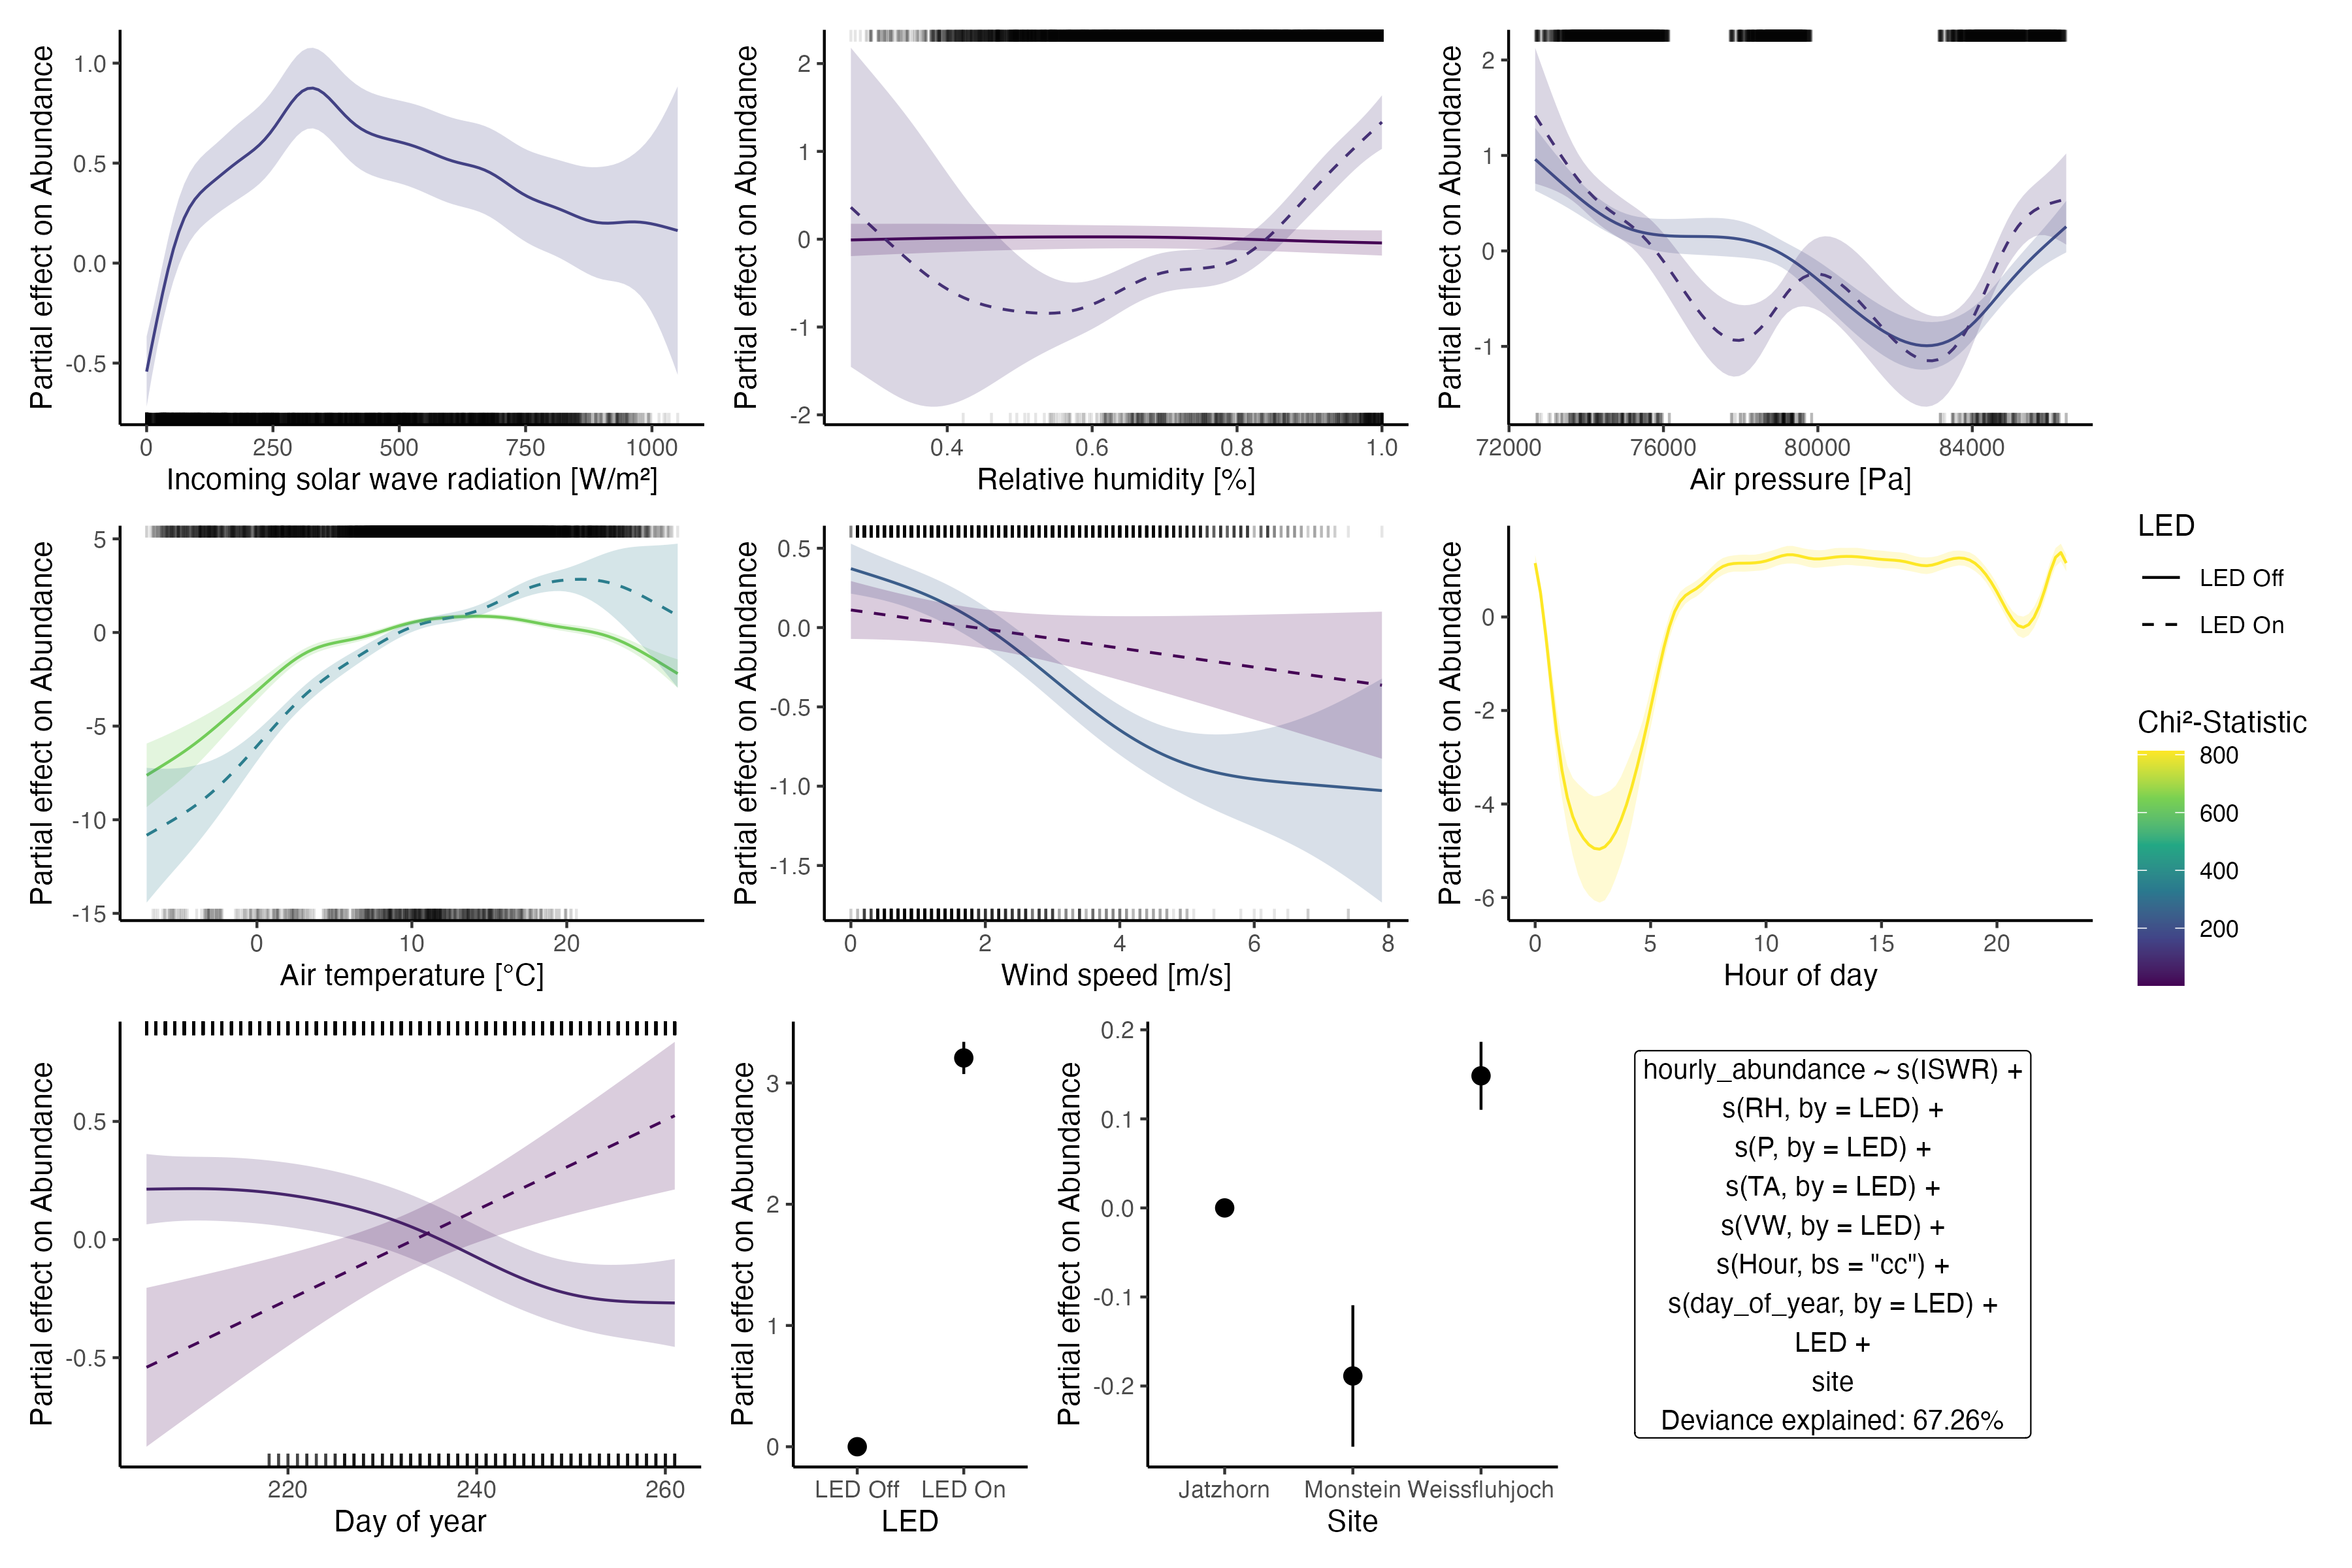 Partial effect on Abundance
1.0
0.5
0.0
-0.5
0 250 500 750 1000
Incoming solar wave radiation [W/m²]
Partial effect on Abundance
2
1
0
-1
-2
0.4 0.6 0.8 1.0
Relative humidity [%]
Partial effect on Abundance
2
1
0
-1
72000 76000 80000 84000
Air pressure [Pa]
Partial effect on Abundance
5
0
-5
-10
-15
0 10 20
Air temperature [°C]
Partial effect on Abundance
0.5
0.0
-0.5
-1.0
-1.5
0 2 4 6 8
Wind speed [m/s]
Partial effect on Abundance
0
-2
-4
-6
0 5 10 15 20
Hour of day
LED
LED Off
LED On
Chi²-Statistic
800
600
400
200
Partial effect on Abundance
0.5
0.0
-0.5
220 240 260
Day of year
Partial effect on Abundance
3
2
1
0
LED Off LED On
LED
Partial effect on Abundance
0.2
0.1
0.0
-0.1
-0.2
Jatzhorn Monstein Weissfluhjoch
Site
hourly_abundance ~ s(ISWR) +
s(RH, by = LED) +
s(P, by = LED) +
s(TA, by = LED) +
s(VW, by = LED) +
s(Hour, bs = "cc") +
s(day_of_year, by = LED) +
LED +
site
Deviance explained: 67.26%